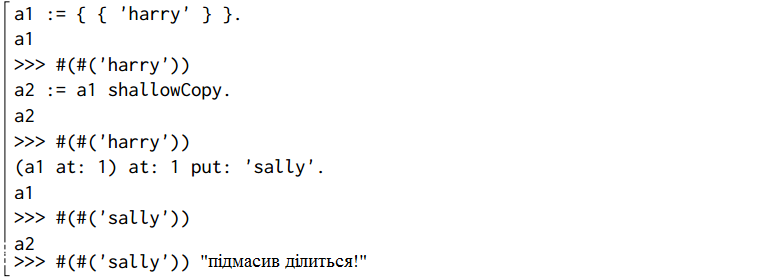 a1 := { { 'harry' } }.
a1
>>> #(#('harry'))
a2 := a1 shallowCopy.
a2
>>> #(#('harry'))
(a1 at: 1) at: 1 put: 'sally'.
a1
>>> #(#('sally'))
a2
>>> #(#('sally')) "підмасив ділиться!"